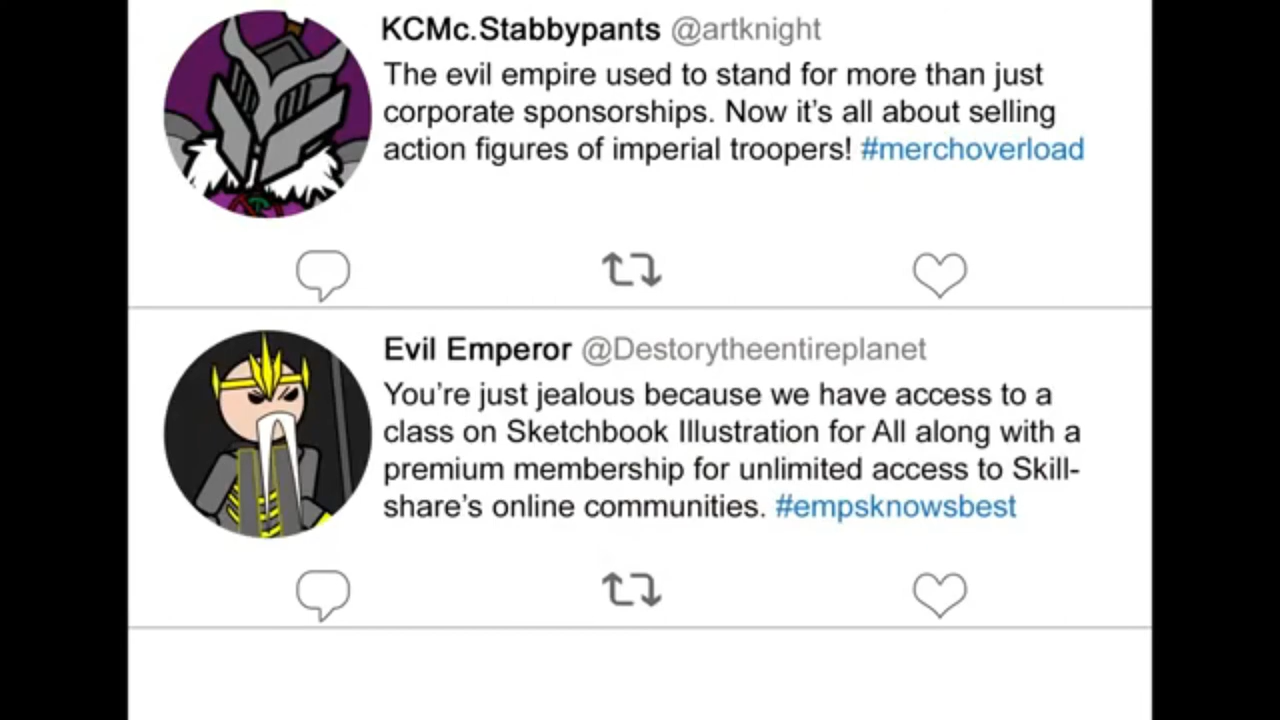 KCMc.Stabbypants @artknight
The evil empire used to stand for more than just
corporate sponsorships. Now it's all about selling
action figures of imperial troopers! #merchoverload
Evil Emperor @Destorytheentireplanet
You're just jealous because we have access to a
class on Sketchbook Illustration for All along with a
premium membership for unlimited access to Skill-
share's online communities. #empsknowsbest